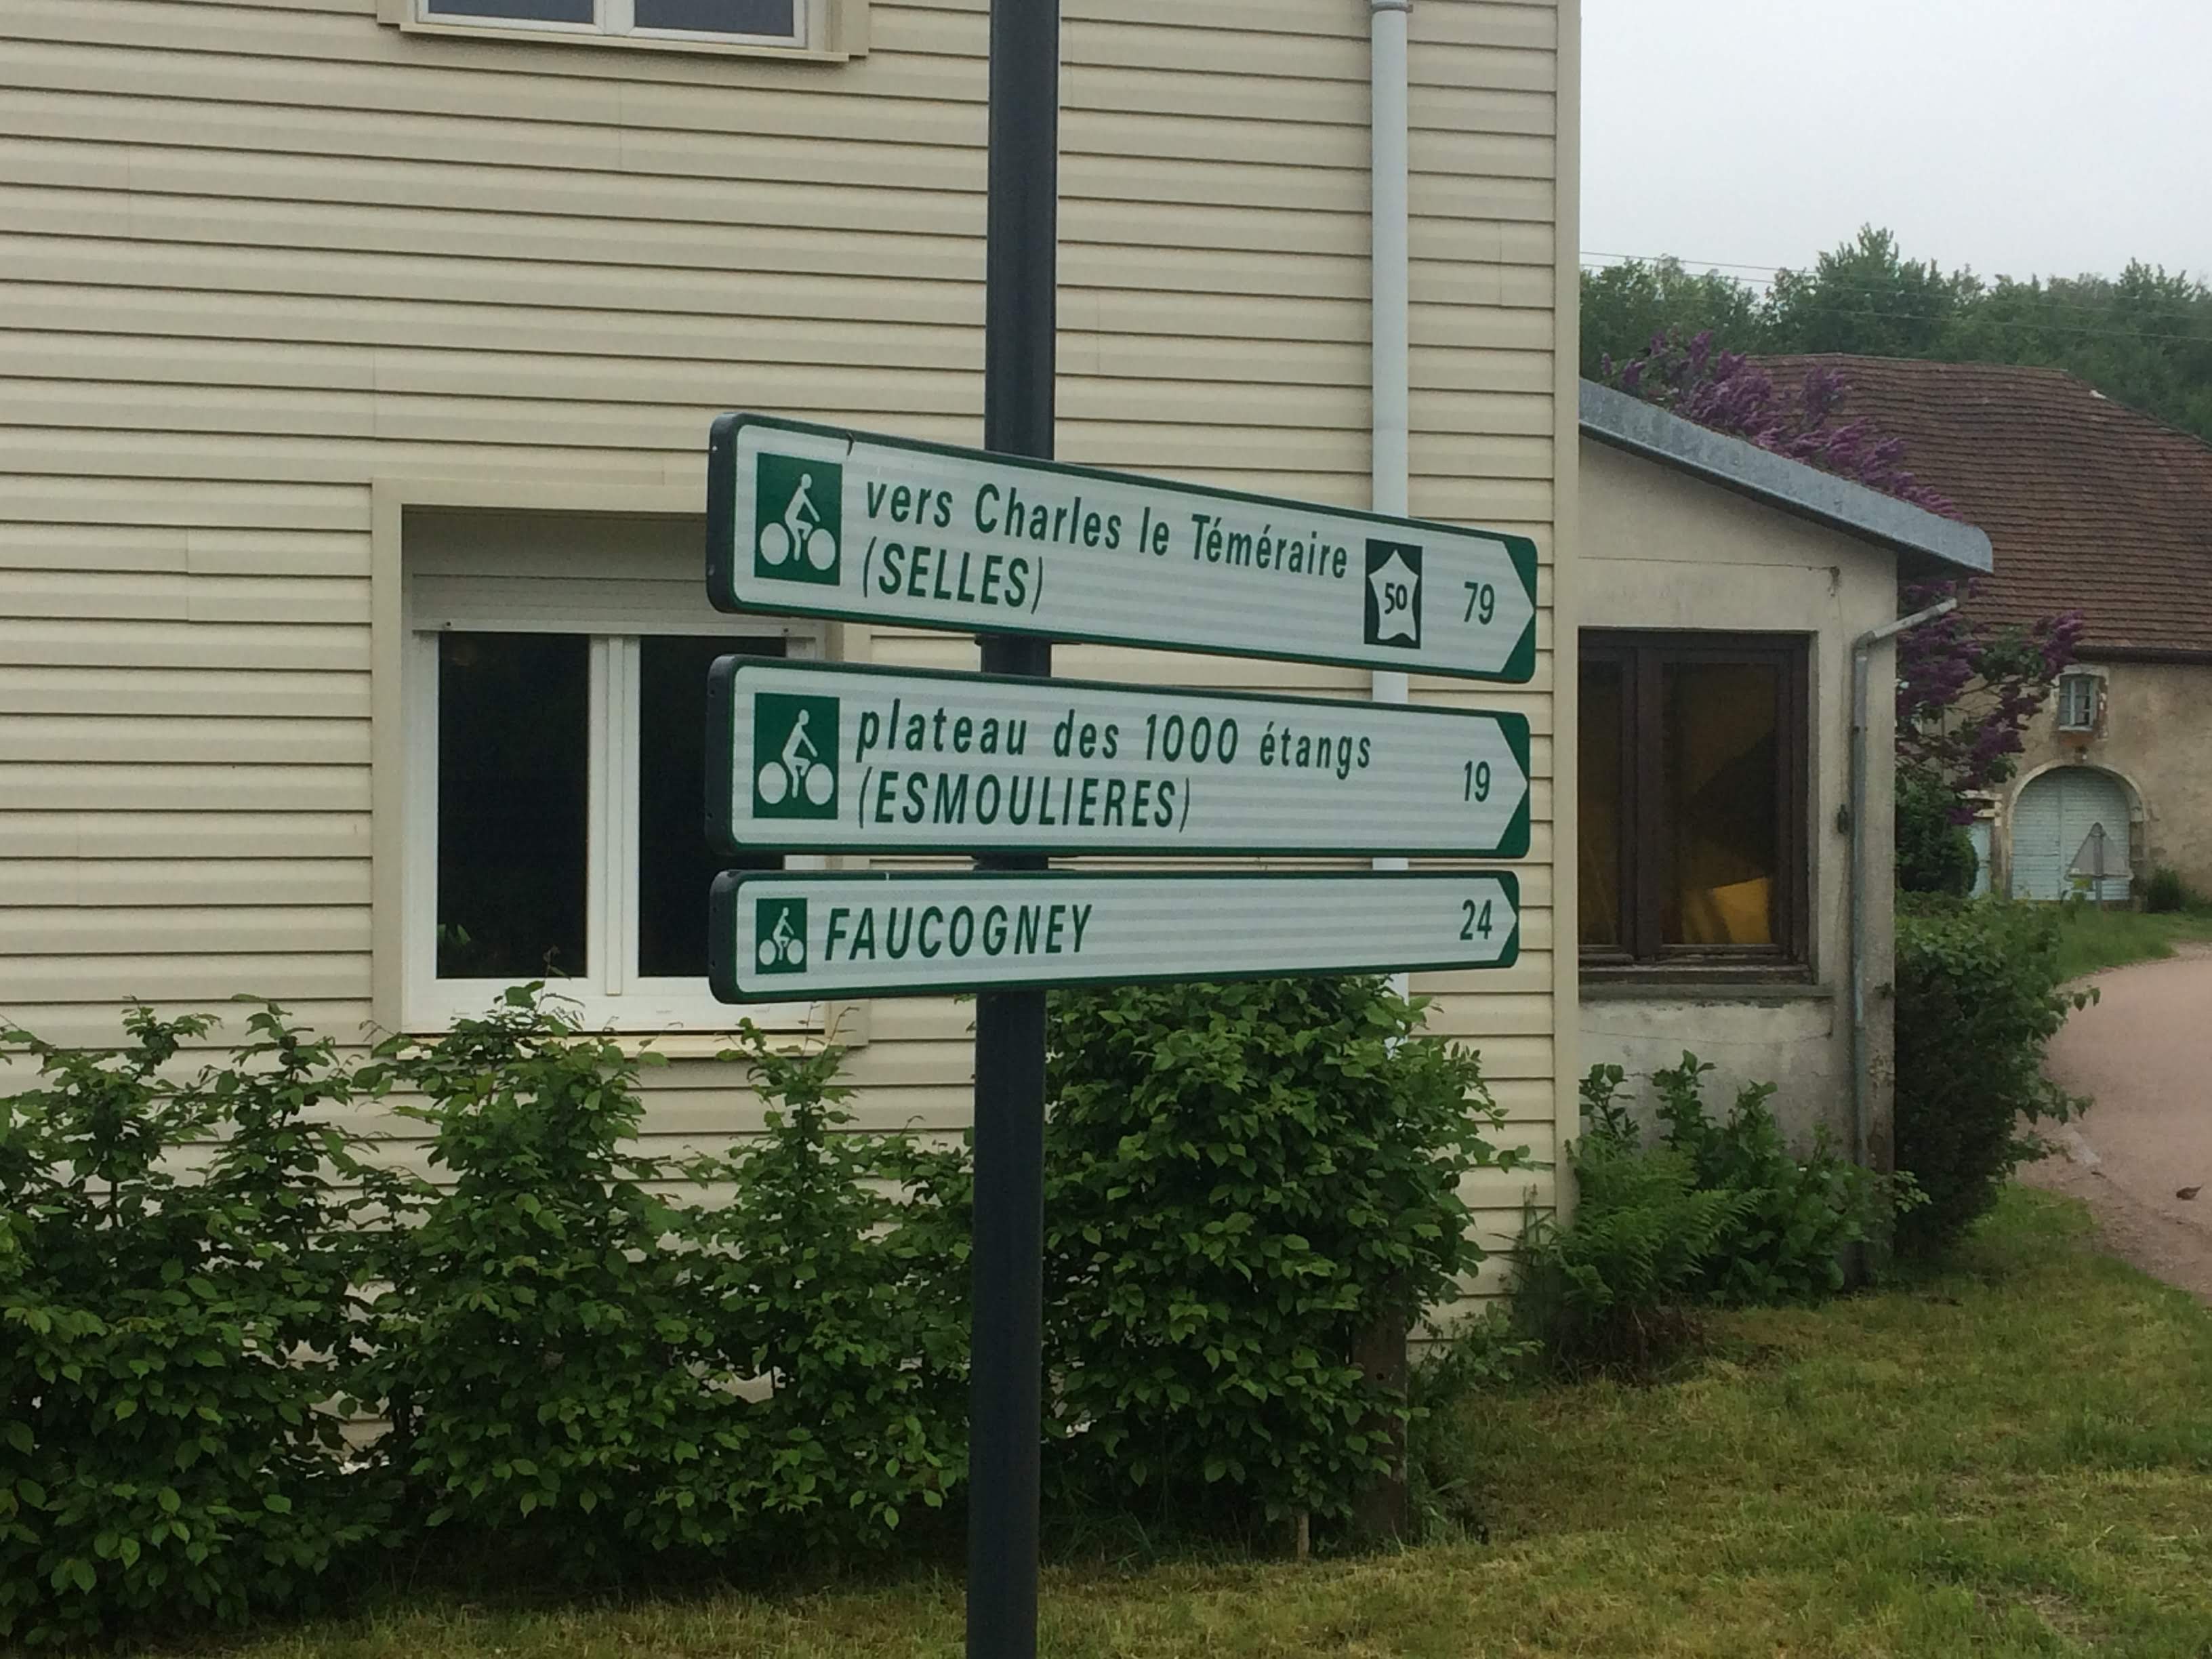 vers Charles le Téméraire
(SELLES)
50
79
plateau des 1000 étangs
(ESMOULIERES)
19
FAUCOGNEY
24